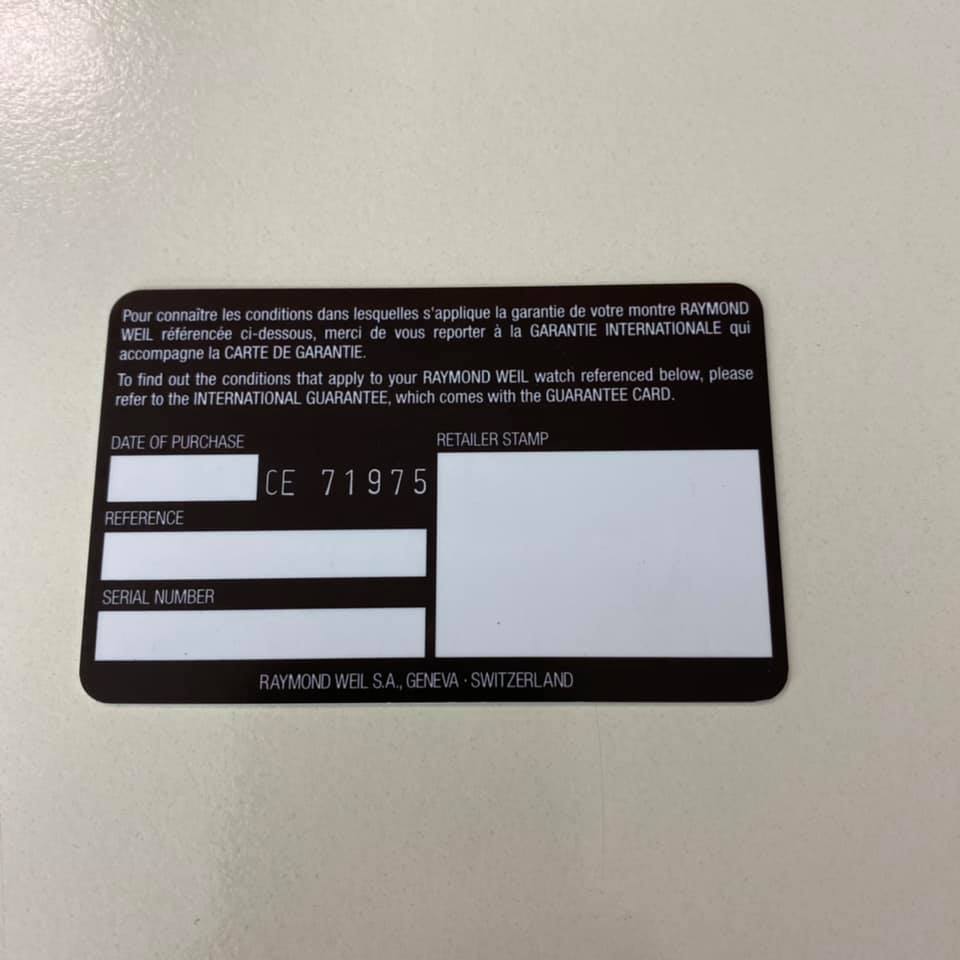 Pour connaître les conditions dans lesquelles s'applique la garantie de votre montre RAYMOND
WEIL référencée ci-dessous, merci de vous reporter à la GARANTIE INTERNATIONALE qui
accompagne la CARTE DE GARANTIE.
To find out the conditions that apply to your RAYMOND WEIL watch referenced below, please
refer to the INTERNATIONAL GUARANTEE, which comes with the GUARANTEE CARD.
DATE OF PURCHASE
CE 71975
REFERENCE
SERIAL NUMBER
RETAILER STAMP
RAYMOND WEIL S.A., GENEVA · SWITZERLAND